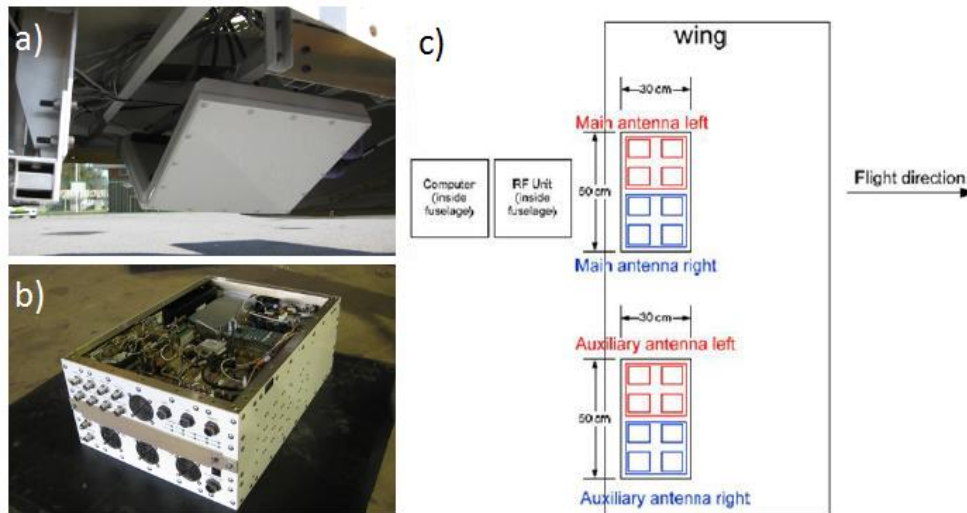 a)
b)
c)
wing
30 cm
Main antenna left
Computer
(inside
fuselage)
RF Unit
(inside
fuselage)
50 cm
Flight direction
Main antenna right
30 cm
Auxiliary antenna left
50 cm
Auxiliary antenna right